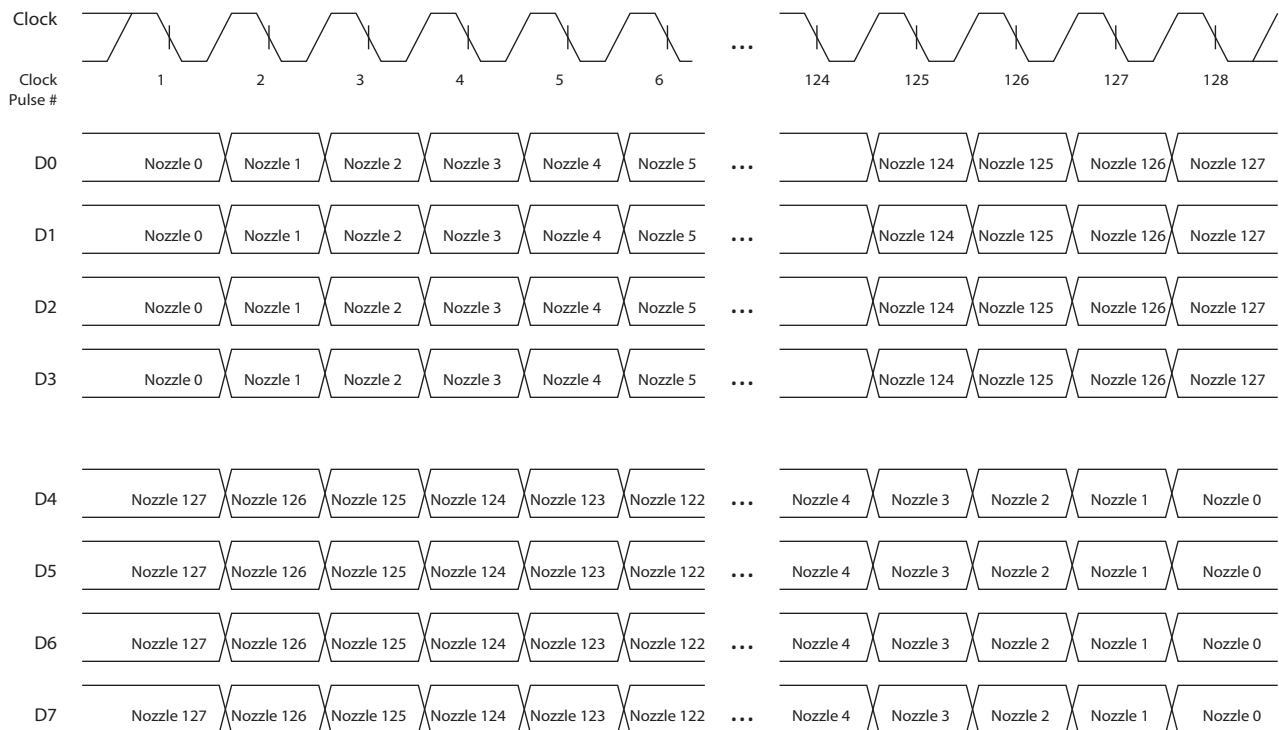 Clock
...
Clock
Pulse #
1 2 3 4 5 6 124 125 126 127 128
D0 Nozzle 0 Nozzle 1 Nozzle 2 Nozzle 3 Nozzle 4 Nozzle 5 ... Nozzle 124 Nozzle 125 Nozzle 126 Nozzle 127
D1 Nozzle 0 Nozzle 1 Nozzle 2 Nozzle 3 Nozzle 4 Nozzle 5 ... Nozzle 124 Nozzle 125 Nozzle 126 Nozzle 127
D2 Nozzle 0 Nozzle 1 Nozzle 2 Nozzle 3 Nozzle 4 Nozzle 5 ... Nozzle 124 Nozzle 125 Nozzle 126 Nozzle 127
D3 Nozzle 0 Nozzle 1 Nozzle 2 Nozzle 3 Nozzle 4 Nozzle 5 ... Nozzle 124 Nozzle 125 Nozzle 126 Nozzle 127
D4 Nozzle 127 Nozzle 126 Nozzle 125 Nozzle 124 Nozzle 123 Nozzle 122 ... Nozzle 4 Nozzle 3 Nozzle 2 Nozzle 1 Nozzle 0
D5 Nozzle 127 Nozzle 126 Nozzle 125 Nozzle 124 Nozzle 123 Nozzle 122 ... Nozzle 4 Nozzle 3 Nozzle 2 Nozzle 1 Nozzle 0
D6 Nozzle 127 Nozzle 126 Nozzle 125 Nozzle 124 Nozzle 123 Nozzle 122 ... Nozzle 4 Nozzle 3 Nozzle 2 Nozzle 1 Nozzle 0
D7 Nozzle 127 Nozzle 126 Nozzle 125 Nozzle 124 Nozzle 123 Nozzle 122 ... Nozzle 4 Nozzle 3 Nozzle 2 Nozzle 1 Nozzle 0